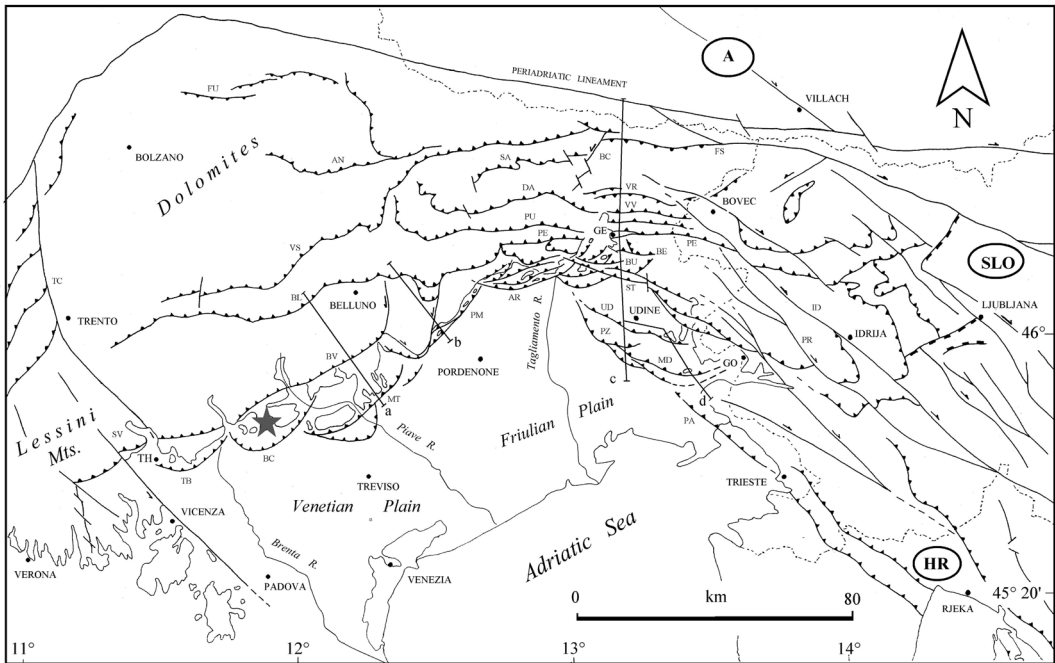 A
PERIADRIATIC LINEAMENT
VILLACH
N
FU
BOLZANO
AN
SA
BC
FS
Dolomites
DA
VR
VV
BOVEC
PU
GE
PE
PE
VS
BE
BU
SLO
TC
BL
BELLUNO
ST
AR
PM
UD
UDINE
ID
LJUBLJANA
TRENTO
Tagliamento R.
PZ
IDRIJA
46°
b
PR
BV
PORDENONE
MD
GO
c
a
MT
d
Lessini
Mts.
SV
TH
TB
BC
Piave R.
Friulian Plain
PA
TREVISO
TRIESTE
Venetian Plain
VICENZA
Brenta R.
Adriatic Sea
VERONA
PADOVA
VENEZIA
HR
0 km 80
45° 20'
RJEKA
11° 12° 13° 14°